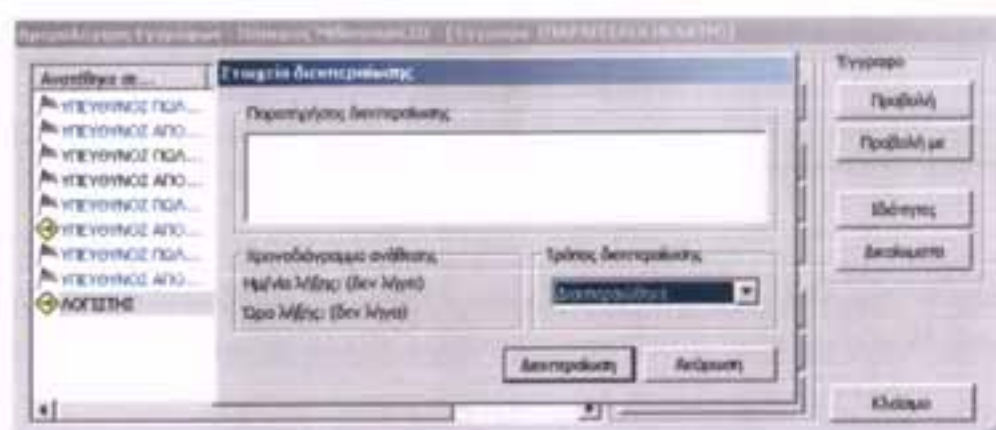 Ανατέθηκε σε...
ΥΠΕΥΘΥΝΟΣ ΠΩΛ...
ΥΠΕΥΘΥΝΟΣ ΑΠΟ...
ΥΠΕΥΘΥΝΟΣ ΠΩΛ...
ΥΠΕΥΘΥΝΟΣ ΑΠΟ...
ΥΠΕΥΘΥΝΟΣ ΠΩΛ...
ΥΠΕΥΘΥΝΟΣ ΑΠΟ...
ΥΠΕΥΘΥΝΟΣ ΠΩΛ...
ΥΠΕΥΘΥΝΟΣ ΑΠΟ...
ΛΟΓΙΣΤΗΣ
Στοιχεία διεκπεραίωσης
Παρατηρήσεις διεκπεραίωσης
Χρονοδιάγραμμα ανάθεσης
Ημ/νία λήξης: (δεν λήγει)
Ώρα λήξης: (δεν λήγει)
Τρόπος διεκπεραίωσης
Διεκπεραιώθηκε
Διεκπεραίωση
Ακύρωση
Έγγραφο
Προβολή
Προβολή με
Ιδιότητες
Δικαιώματα
Κλείσιμο